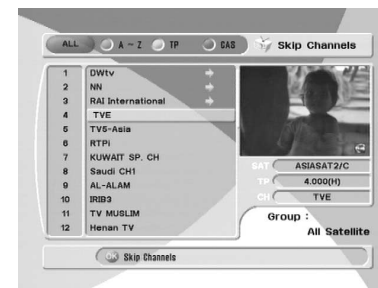 ALL A ~ Z TP CAS Skip Channels
1 DWtv
2 NN
3 RAI International
4 TVE
5 TV5-Asia
6 RTPi
7 KUWAIT SP. CH
8 Saudi CH1
9 AL-ALAM
10 IRIB3
11 TV MUSLIM
12 Henan TV
SAT ASIASAT2/C
TP 4.000(H)
CH TVE
Group :
All Satellite
OK Skip Channels